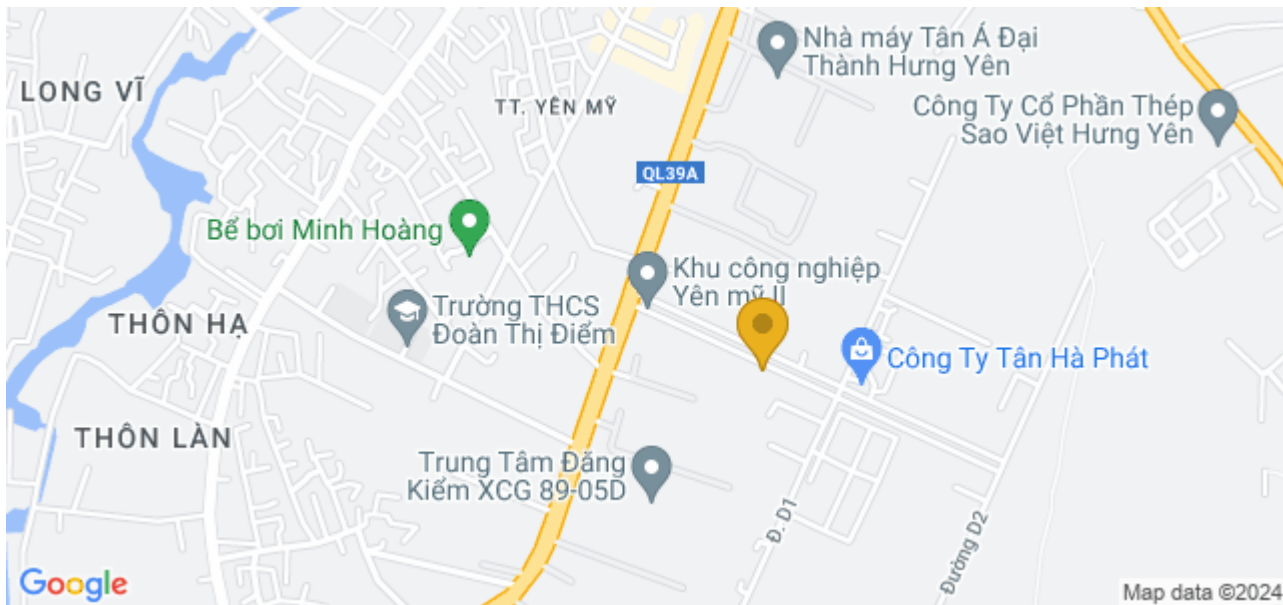 Nhà máy Tân Á Đại
Thành Hưng Yên
LONG VĨ
TT. YÊN MỸ
Công Ty Cổ Phần Thép
Sao Việt Hưng Yên
QL39A
Bể bơi Minh Hoàng
Khu công nghiệp
Yên mỹ II
Trường THCS
Đoàn Thị Điểm
THÔN HẠ
Công Ty Tân Hà Phát
THÔN LÀN
Trung Tâm Đăng
Kiểm XCG 89-05D
Đ. D1
Đường D2
Google
Map data ©2024